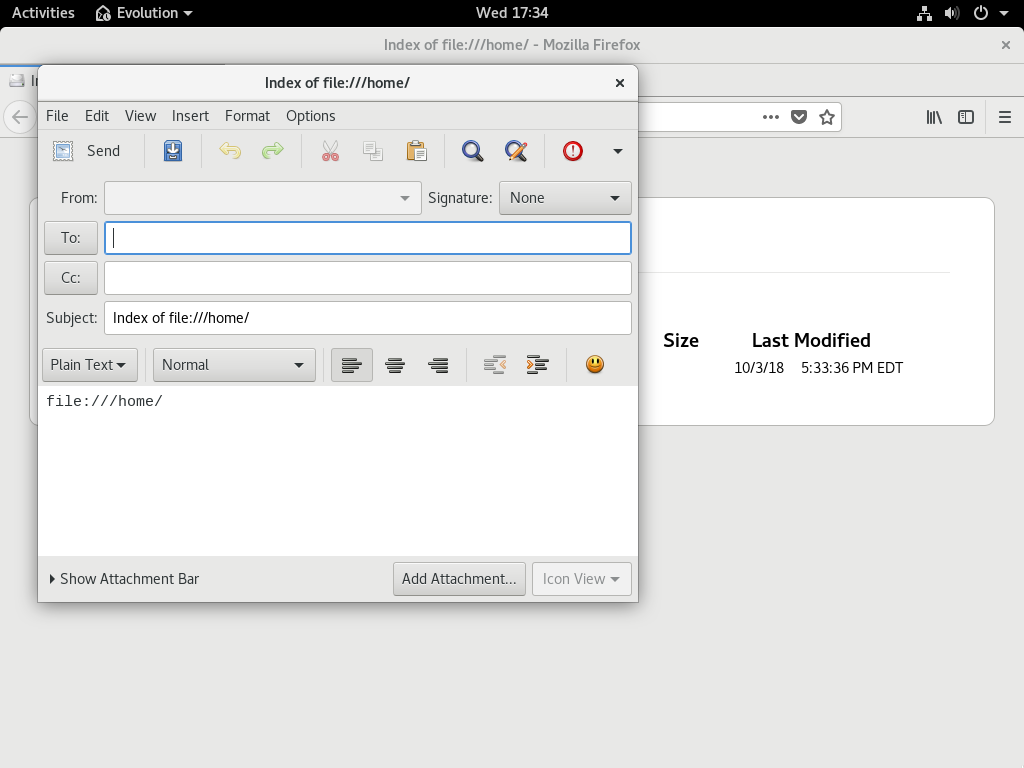 Activities Evolution Wed 17:34
Index of file:///home/ - Mozilla Firefox
Index of file:///home/
File Edit View Insert Format Options
Send
From: Signature: None
To:
Cc:
Subject: Index of file:///home/
Plain Text Normal
file:///home/
Size Last Modified
10/3/18 5:33:36 PM EDT
Show Attachment Bar Add Attachment... Icon View